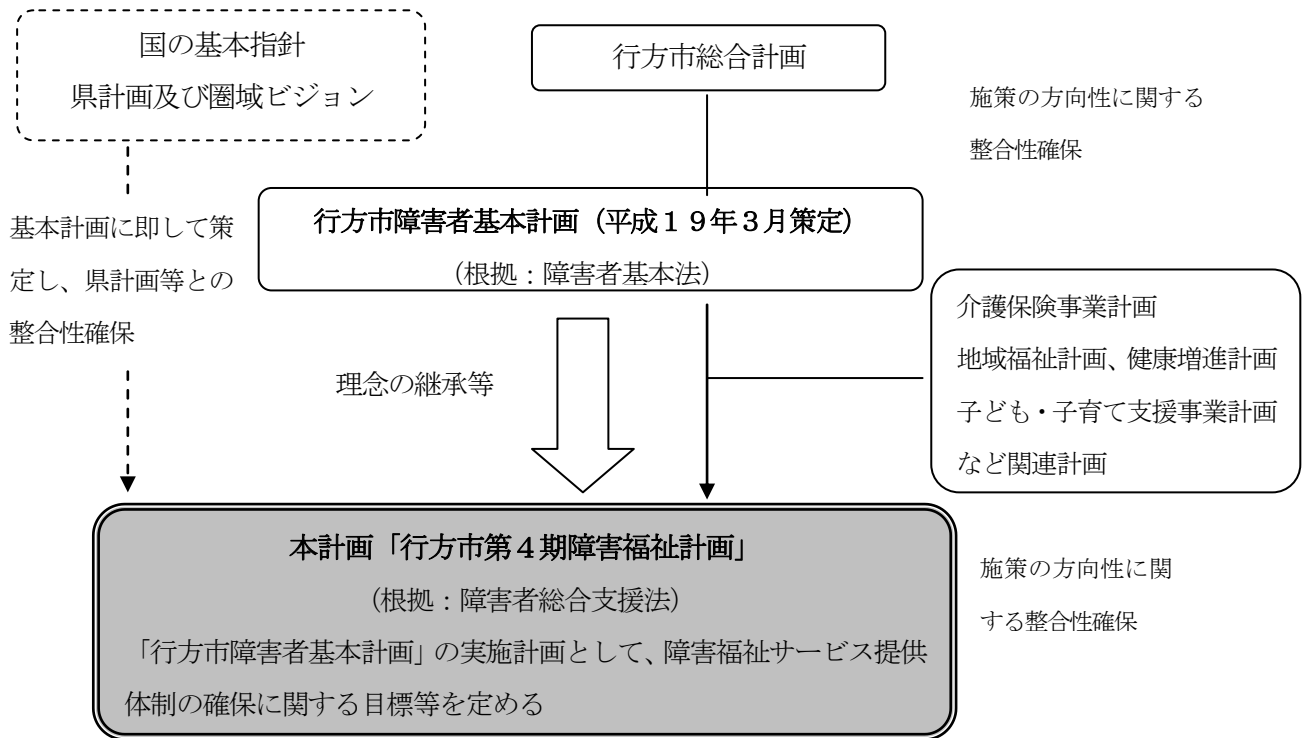 国の基本指針
県計画及び圏域ビジョン
行方市総合計画
施策の方向性に関する
整合性確保
基本計画に即して策
定し、県計画等との
整合性確保
行方市障害者基本計画（平成１９年３月策定）
（根拠：障害者基本法）
介護保険事業計画
地域福祉計画、健康増進計画
子ども・子育て支援事業計画
など関連計画
理念の継承等
本計画「行方市第４期障害福祉計画」
（根拠：障害者総合支援法）
「行方市障害者基本計画」の実施計画として、障害福祉サービス提供
体制の確保に関する目標等を定める
施策の方向性に関
する整合性確保